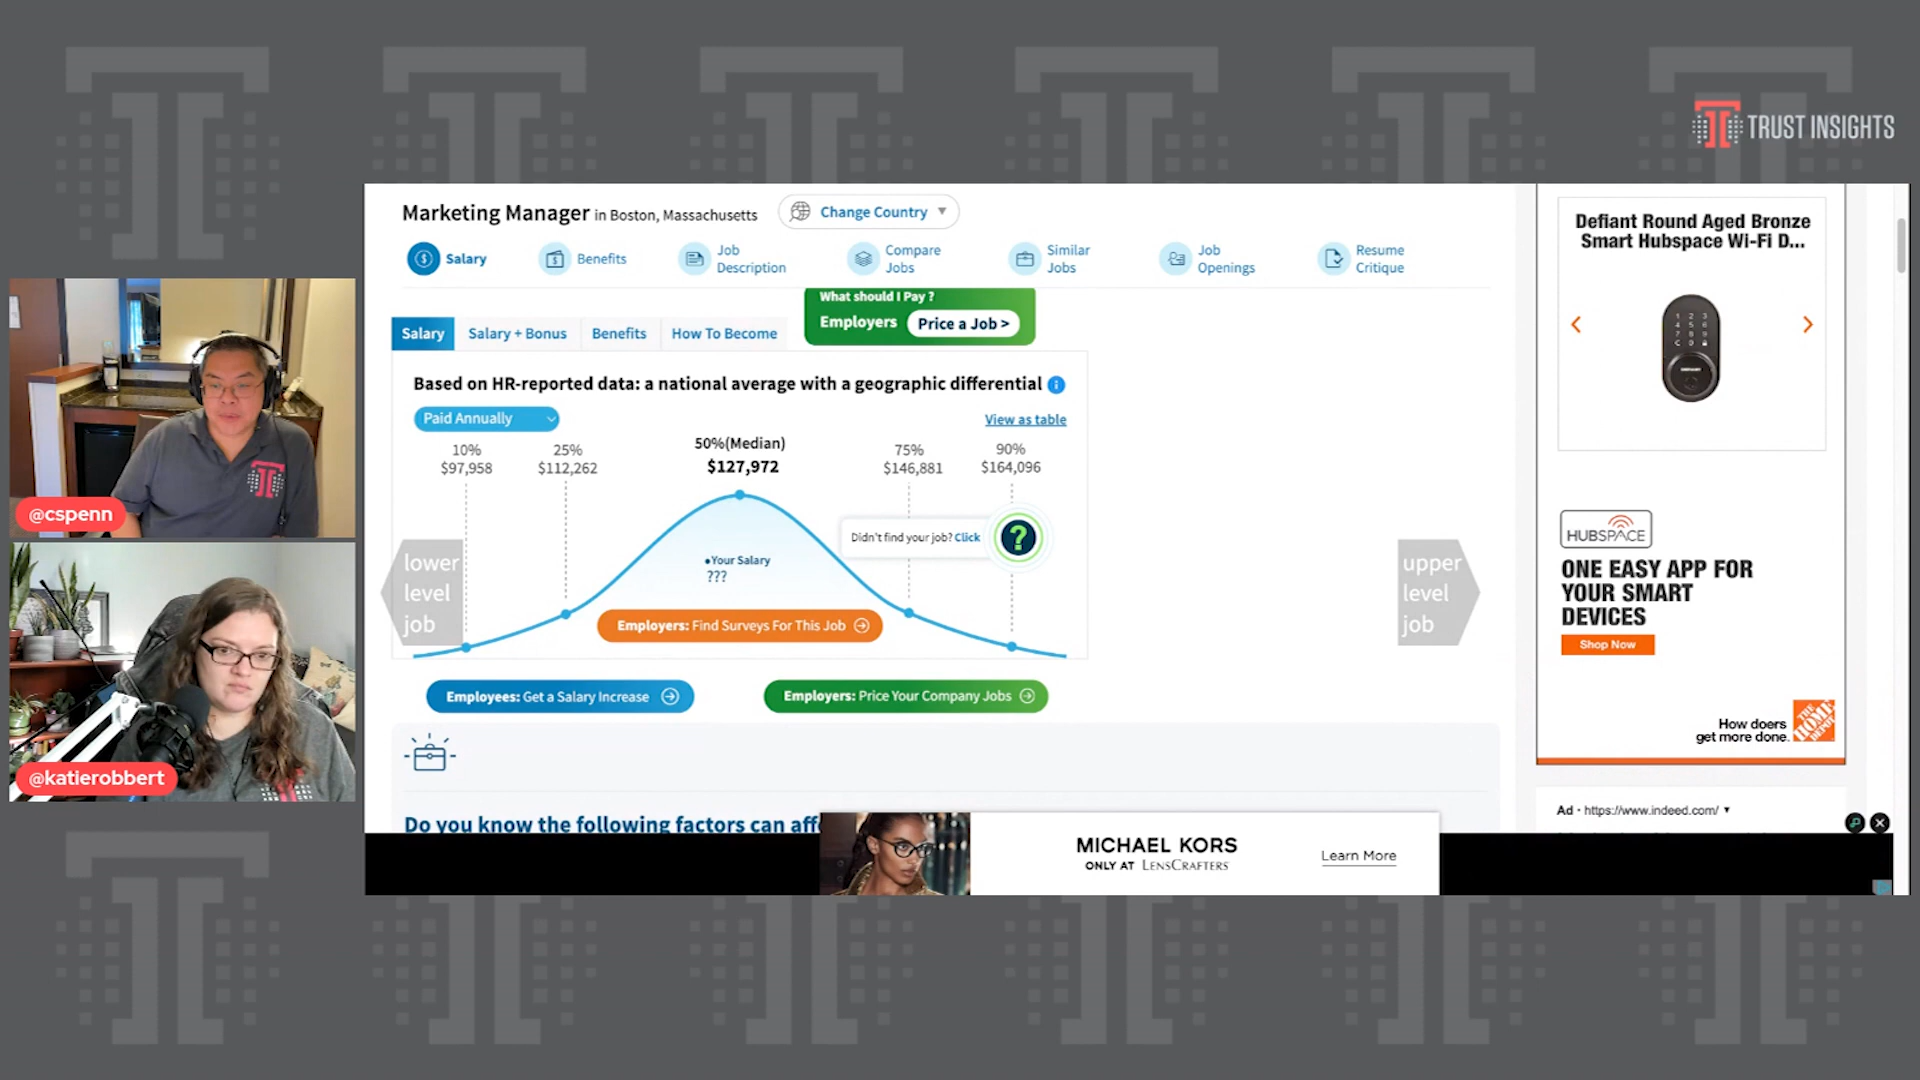 TRUST INSIGHTS
Marketing Manager in Boston, Massachusetts
Change Country
Salary
Benefits
Job
Description
Compare
Jobs
Similar
Jobs
Job
Openings
Resume
Critique
What should I Pay ?
Employers Price a Job >
Salary
Salary + Bonus
Benefits
How To Become
Based on HR-reported data: a national average with a geographic differential
Paid Annually
View as table
10%
$97,958
25%
$112,262
50%(Median)
$127,972
75%
$146,881
90%
$164,096
Didn't find your job? Click
?
Your Salary
???
lower
level
job
upper
level
job
Employers: Find Surveys For This Job
Employees: Get a Salary Increase
Employers: Price Your Company Jobs
Do you know the following factors can aff
Defiant Round Aged Bronze
Smart Hubspace Wi-Fi D...
HUBSPACE
ONE EASY APP FOR
YOUR SMART
DEVICES
Shop Now
How doers
get more done.
THE HOME DEPOT
Ad · https://www.indeed.com/
MICHAEL KORS
ONLY AT LENSCRAFTERS
Learn More
@cspenn
@katierobbert